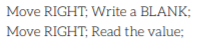 Move RIGHT; Write a BLANK;
Move RIGHT; Read the value;